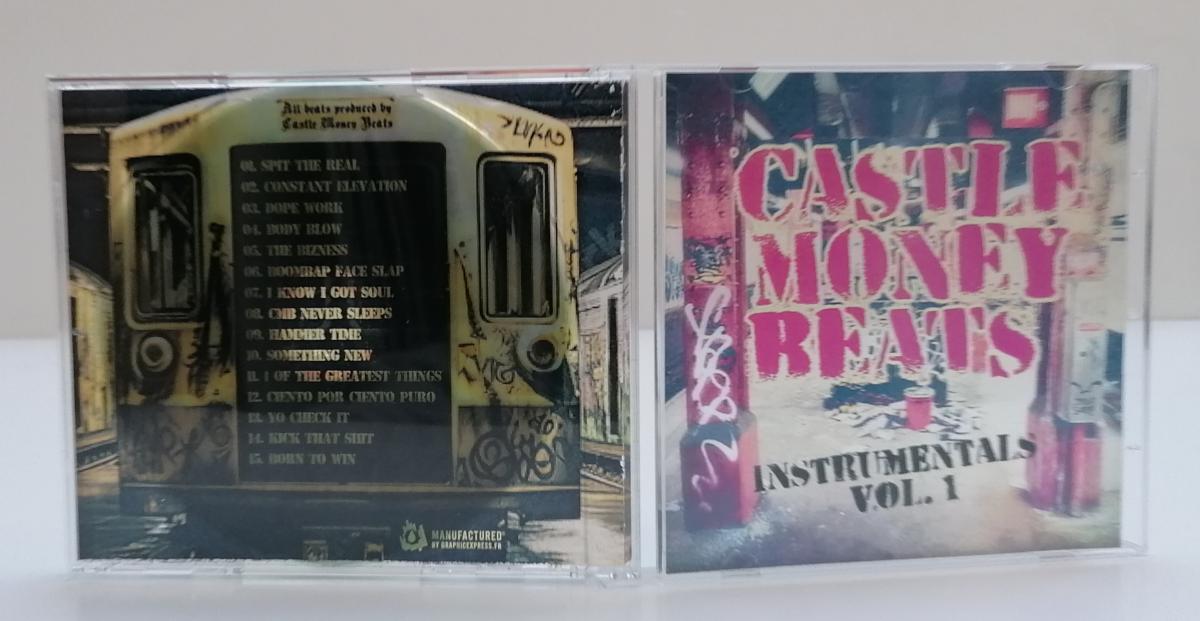 All beats produced by
Castle Money Beats
01. SPIT THE REAL
02. CONSTANT ELEVATION
03. DOPE WORK
04. BODY BLOW
05. THE BIZNESS
06. BOOMBAP FACE SLAP
07. I KNOW I GOT SOUL
08. CMB NEVER SLEEPS
09. HAMMER TIME
10. SOMETHING NEW
11. 1 OF THE GREATEST THINGS
12. CIENTO POR CIENTO PURO
13. YO CHECK IT
14. KICK THAT SHIT
15. BORN TO WIN
MANUFACTURED
BY GRAPHICEXPRESS.FR
CASTLE
MONEY
BEATS
INSTRUMENTALS
VOL. 1